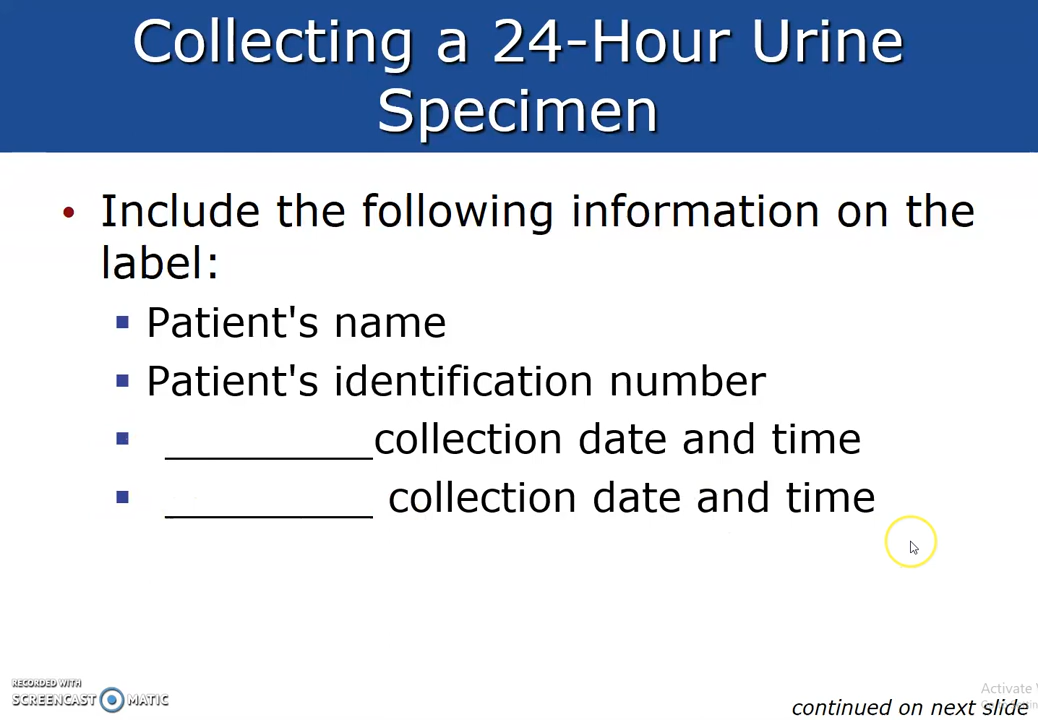 Collecting a 24-Hour Urine
Specimen
• Include the following information on the
label:
▪ Patient's name
▪ Patient's identification number
▪ _________collection date and time
▪ _________ collection date and time
RECORDED WITH
SCREENCAST MATIC
Activate
continued on next slide